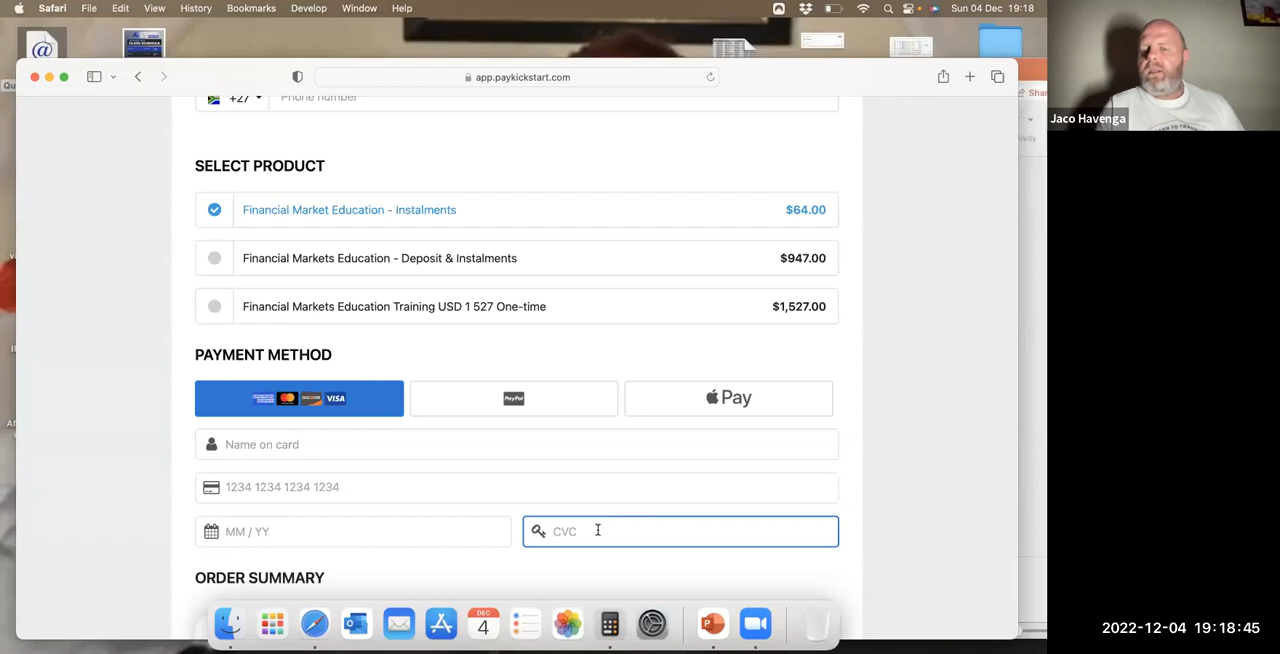 Safari File Edit View History Bookmarks Develop Window Help Sun 04 Dec 19:18
app.paykickstart.com
+27 Phone number
Jaco Havenga
SELECT PRODUCT
Financial Market Education - Instalments $64.00
Financial Markets Education - Deposit & Instalments $947.00
Financial Markets Education Training USD 1 527 One-time $1,527.00
PAYMENT METHOD
DISCOVER VISA
PayPal
Pay
Name on card
1234 1234 1234 1234
MM / YY
CVC
ORDER SUMMARY
DEC
4
2022-12-04 19:18:45